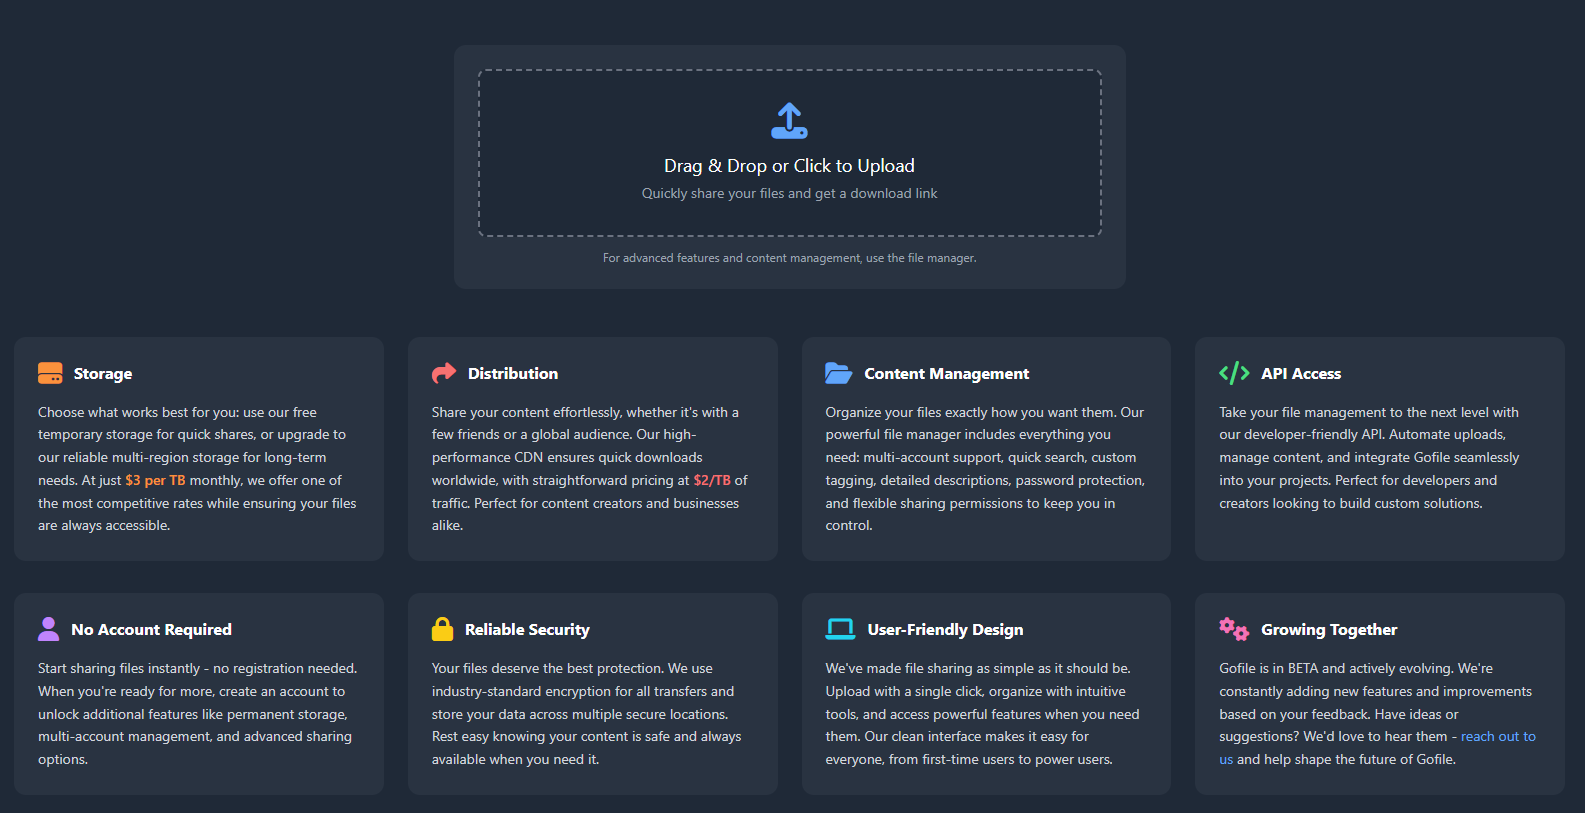 Drag & Drop or Click to Upload
Quickly share your files and get a download link
For advanced features and content management, use the file manager.
Storage
Choose what works best for you: use our free
temporary storage for quick shares, or upgrade to
our reliable multi-region storage for long-term
needs. At just $3 per TB monthly, we offer one of
the most competitive rates while ensuring your files
are always accessible.
Distribution
Share your content effortlessly, whether it's with a
few friends or a global audience. Our high-
performance CDN ensures quick downloads
worldwide, with straightforward pricing at $2/TB of
traffic. Perfect for content creators and businesses
alike.
Content Management
Organize your files exactly how you want them. Our
powerful file manager includes everything you
need: multi-account support, quick search, custom
tagging, detailed descriptions, password protection,
and flexible sharing permissions to keep you in
control.
API Access
Take your file management to the next level with
our developer-friendly API. Automate uploads,
manage content, and integrate Gofile seamlessly
into your projects. Perfect for developers and
creators looking to build custom solutions.
No Account Required
Start sharing files instantly - no registration needed.
When you're ready for more, create an account to
unlock additional features like permanent storage,
multi-account management, and advanced sharing
options.
Reliable Security
Your files deserve the best protection. We use
industry-standard encryption for all transfers and
store your data across multiple secure locations.
Rest easy knowing your content is safe and always
available when you need it.
User-Friendly Design
We've made file sharing as simple as it should be.
Upload with a single click, organize with intuitive
tools, and access powerful features when you need
them. Our clean interface makes it easy for
everyone, from first-time users to power users.
Growing Together
Gofile is in BETA and actively evolving. We're
constantly adding new features and improvements
based on your feedback. Have ideas or
suggestions? We'd love to hear them - reach out to
us and help shape the future of Gofile.